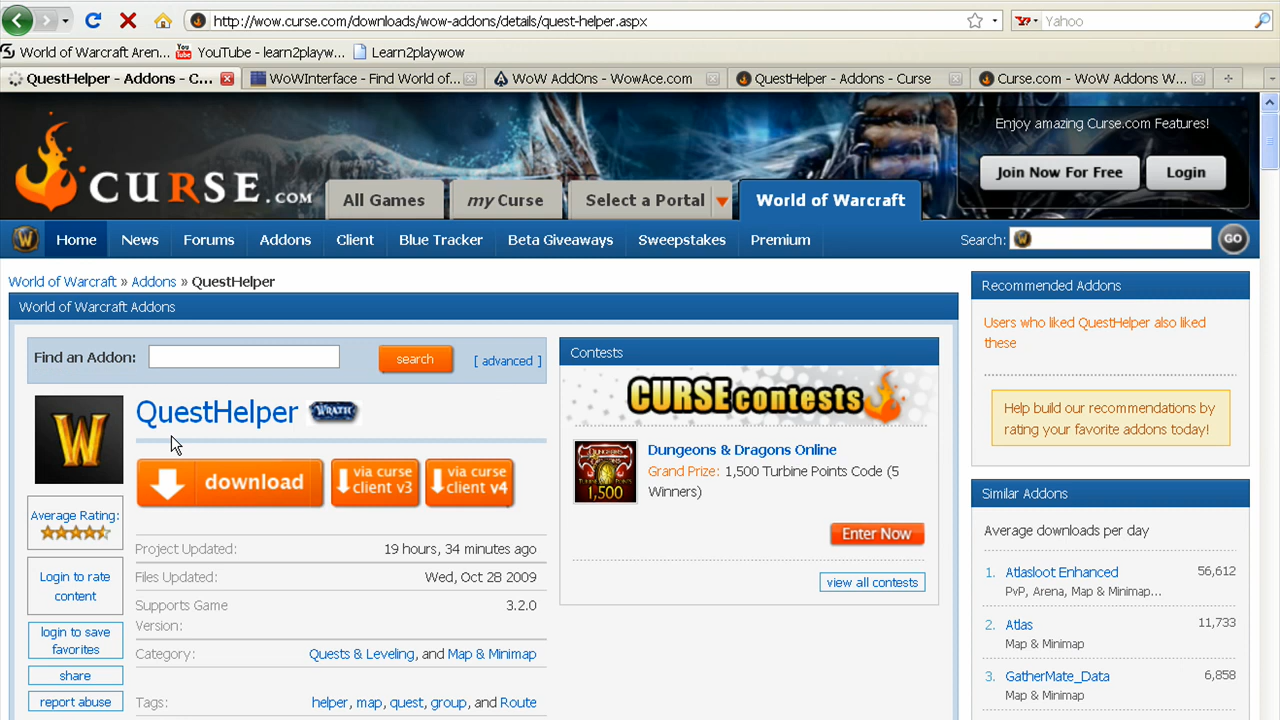 http://wow.curse.com/downloads/wow-addons/details/quest-helper.aspx
Yahoo
World of Warcraft Aren...
YouTube - learn2playw...
Learn2playwow
QuestHelper - Addons - C...
WoWInterface - Find World of...
WoW AddOns - WowAce.com
QuestHelper - Addons - Curse
Curse.com - WoW Addons W...
CURSE.COM
Enjoy amazing Curse.com Features!
Join Now For Free
Login
All Games
my Curse
Select a Portal
World of Warcraft
Home
News
Forums
Addons
Client
Blue Tracker
Beta Giveaways
Sweepstakes
Premium
Search:
GO
World of Warcraft » Addons » QuestHelper
World of Warcraft Addons
Find an Addon:
search
[ advanced ]
QuestHelper
WRATH
download
via curse
client v3
via curse
client v4
Average Rating:
Login to rate
content
login to save
favorites
share
report abuse
Project Updated: 19 hours, 34 minutes ago
Files Updated: Wed, Oct 28 2009
Supports Game 3.2.0
Version:
Category: Quests & Leveling, and Map & Minimap
Tags: helper, map, quest, group, and Route
Contests
CURSE contests
1,500
Dungeons & Dragons Online
Grand Prize: 1,500 Turbine Points Code (5
Winners)
Enter Now
view all contests
Recommended Addons
Users who liked QuestHelper also liked
these
Help build our recommendations by
rating your favorite addons today!
Similar Addons
Average downloads per day
1. Atlasloot Enhanced 56,612
PvP, Arena, Map & Minimap...
2. Atlas 11,733
Map & Minimap
3. GatherMate_Data 6,858
Map & Minimap